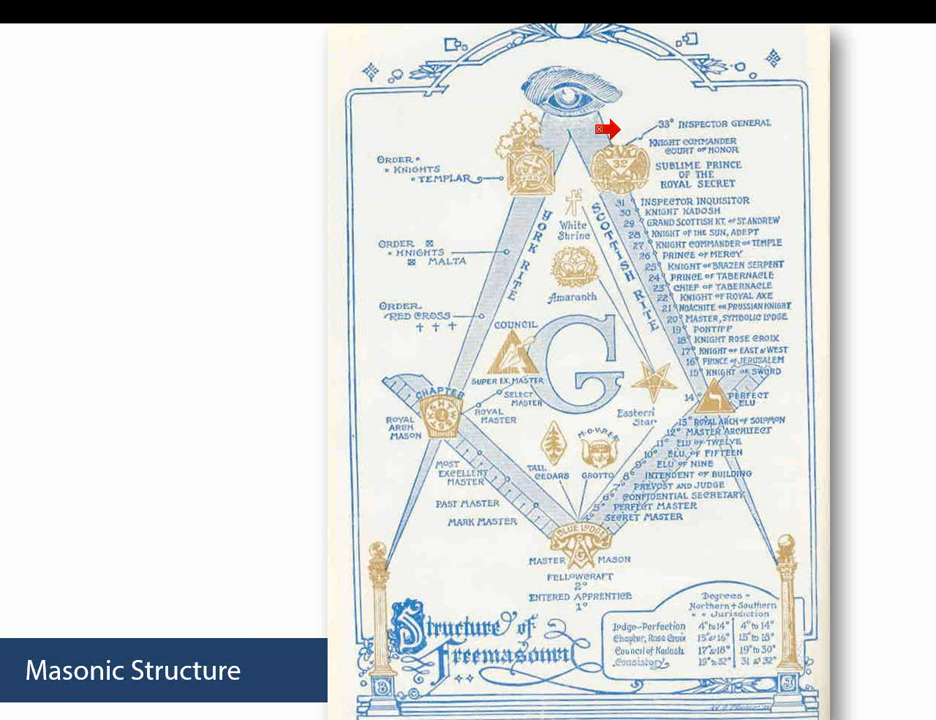 33° INSPECTOR GENERAL
KNIGHT COMMANDER
COURT OF HONOR
32
SUBLIME PRINCE
OF THE
ROYAL SECRET
ORDER
KNIGHTS
TEMPLAR
31 INSPECTOR INQUISITOR
30 KNIGHT KADOSH
29 GRAND SCOTTISH KT. OF ST. ANDREW
28 KNIGHT OF THE SUN, ADEPT
27 KNIGHT COMMANDER OF TEMPLE
26° PRINCE OF MERCY
25° KNIGHT OF BRAZEN SERPENT
24° PRINCE OF TABERNACLE
23° CHIEF OF TABERNACLE
22° KNIGHT OF ROYAL AXE
21° NOACHITE OR PRUSSIAN KNIGHT
20° MASTER, SYMBOLIC LODGE
19° PONTIFF
18° KNIGHT ROSE CROIX
17° KNIGHT OF EAST & WEST
16° PRINCE OF JERUSALEM
15° KNIGHT OF SWORD
YORK RITE
SCOTTISH RITE
White
Shrine
Amaranth
ORDER
KNIGHTS
MALTA
ORDER
RED CROSS
COUNCIL
G
SUPER EX. MASTER
SELECT
MASTER
ROYAL
MASTER
CHAPTER
ROYAL
ARCH
MASON
Eastern
Star
14° PERFECT
ELU
13° ROYAL ARCH OF SOLOMON
12° MASTER ARCHITECT
11° ELU OF TWELVE
10° ELU OF FIFTEEN
9° ELU OF NINE
8° INTENDENT OF BUILDING
7° PREVOST AND JUDGE
6° CONFIDENTIAL SECRETARY
5° PERFECT MASTER
4° SECRET MASTER
TALL
CEDARS
M.O.V.P.E.R.
GROTTO
MOST
EXCELLENT
MASTER
PAST MASTER
MARK MASTER
BLUE LODGE
G
MASTER MASON
FELLOWCRAFT
2°
ENTERED APPRENTICE
1°
Structure of
Freemasonry
Degrees
Northern + Southern
Jurisdiction
Lodge-Perfection 4° to 14° 4° to 14°
Chapter, Rose Croix 15° & 16° 15° to 18°
Council of Kadosh 17° & 18° 19° to 30°
Consistory 19° to 32° 31 & 32°
B
J
Masonic Structure